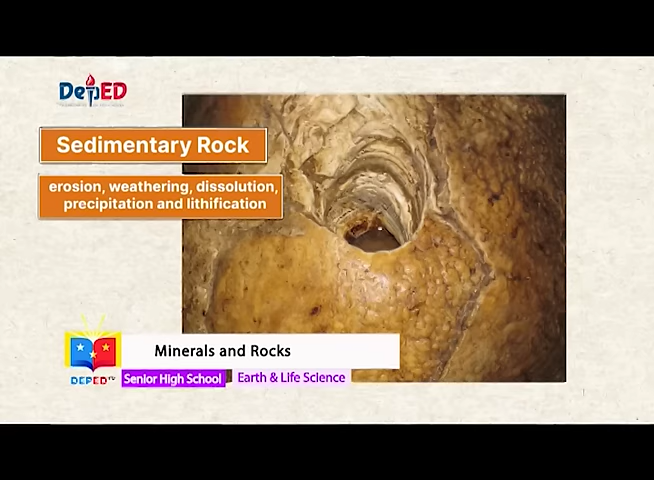 DepED
Sedimentary Rock
erosion, weathering, dissolution,
precipitation and lithification
Minerals and Rocks
DEPED TV
Senior High School
Earth & Life Science